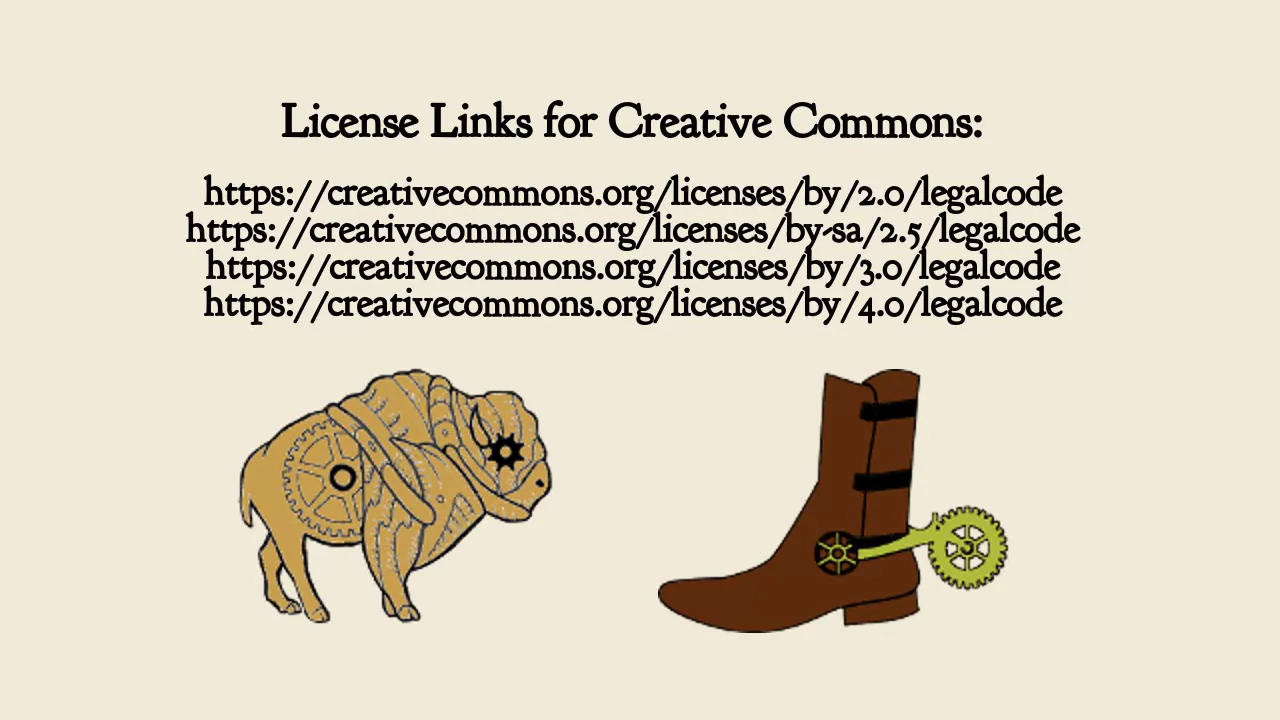 License Links for Creative Commons:
https://creativecommons.org/licenses/by/2.0/legalcode
https://creativecommons.org/licenses/by-sa/2.5/legalcode
https://creativecommons.org/licenses/by/3.0/legalcode
https://creativecommons.org/licenses/by/4.0/legalcode